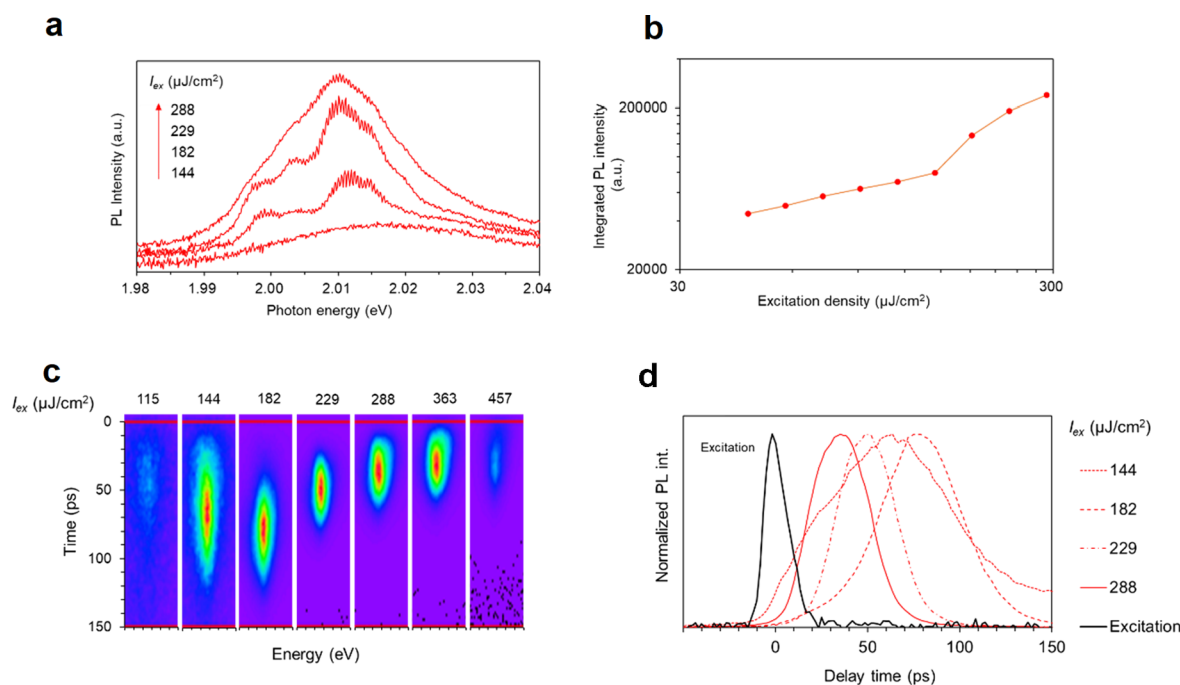 a
I_ex (µJ/cm²)
288
229
182
144
PL Intensity (a.u.)
1.98 1.99 2.00 2.01 2.02 2.03 2.04
Photon energy (eV)
b
200000
20000
Integrated PL intensity
(a.u.)
30 300
Excitation density (µJ/cm²)
c
I_ex (µJ/cm²) 115 144 182 229 288 363 457
0
50
100
150
Time (ps)
Energy (eV)
d
Excitation
Normalized PL int.
0 50 100 150
Delay time (ps)
I_ex (µJ/cm²)
144
182
229
288
Excitation